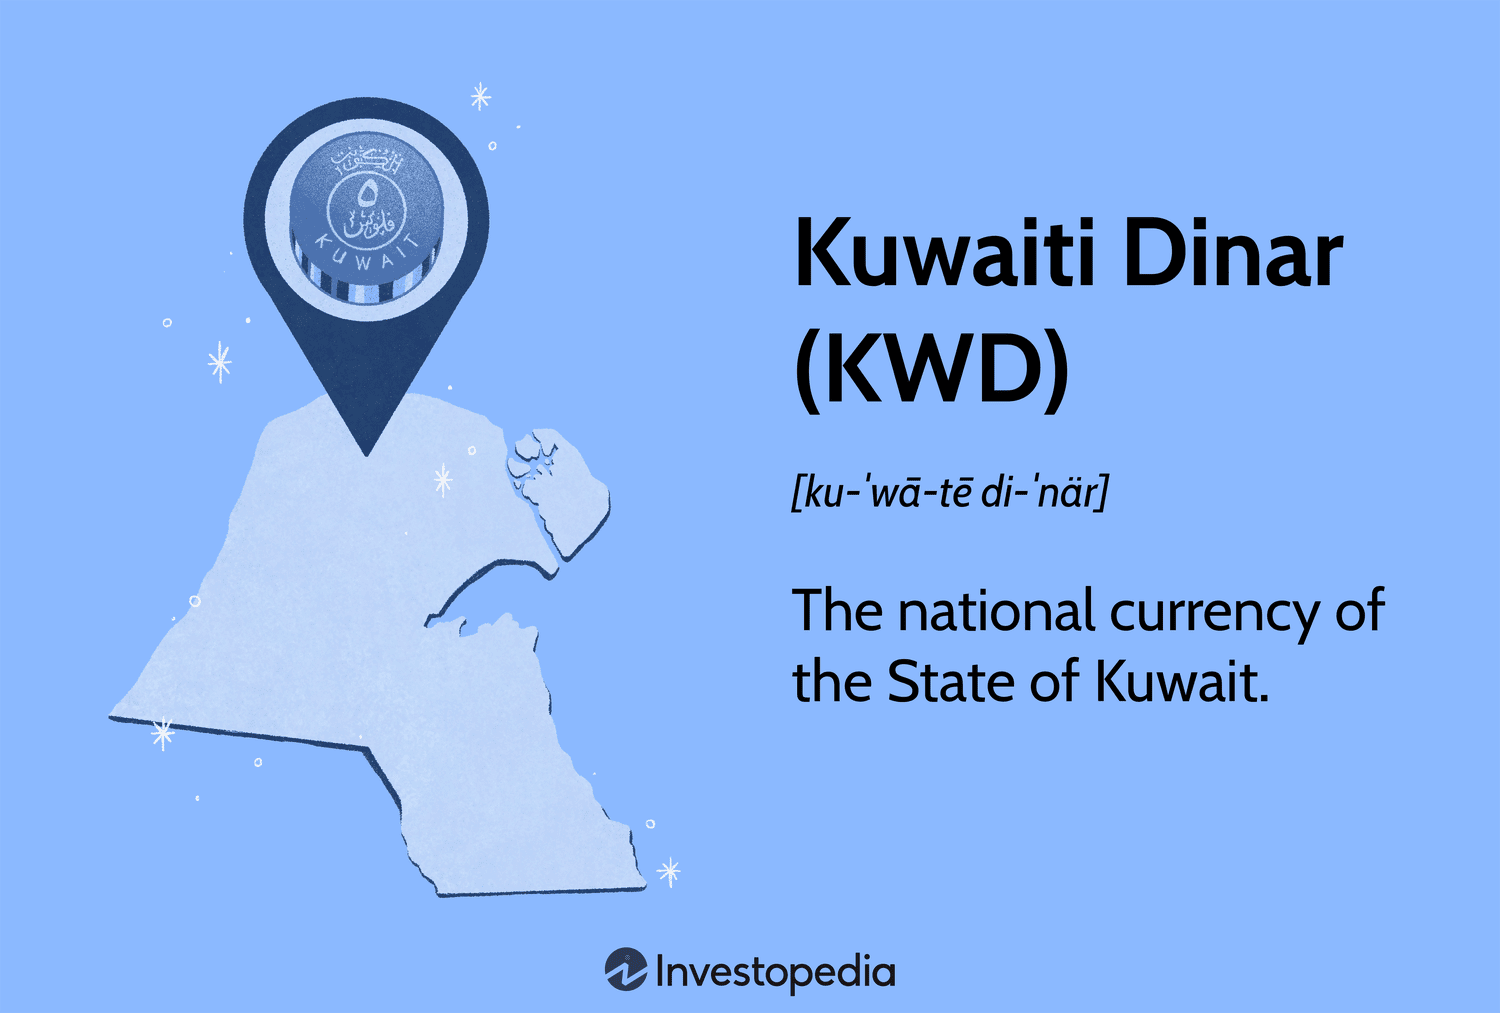 الكويت
٥
فلوس
KUWAIT
Kuwaiti Dinar
(KWD)
[ku-ˈwā-tē di-ˈnär]
The national currency of
the State of Kuwait.
Investopedia